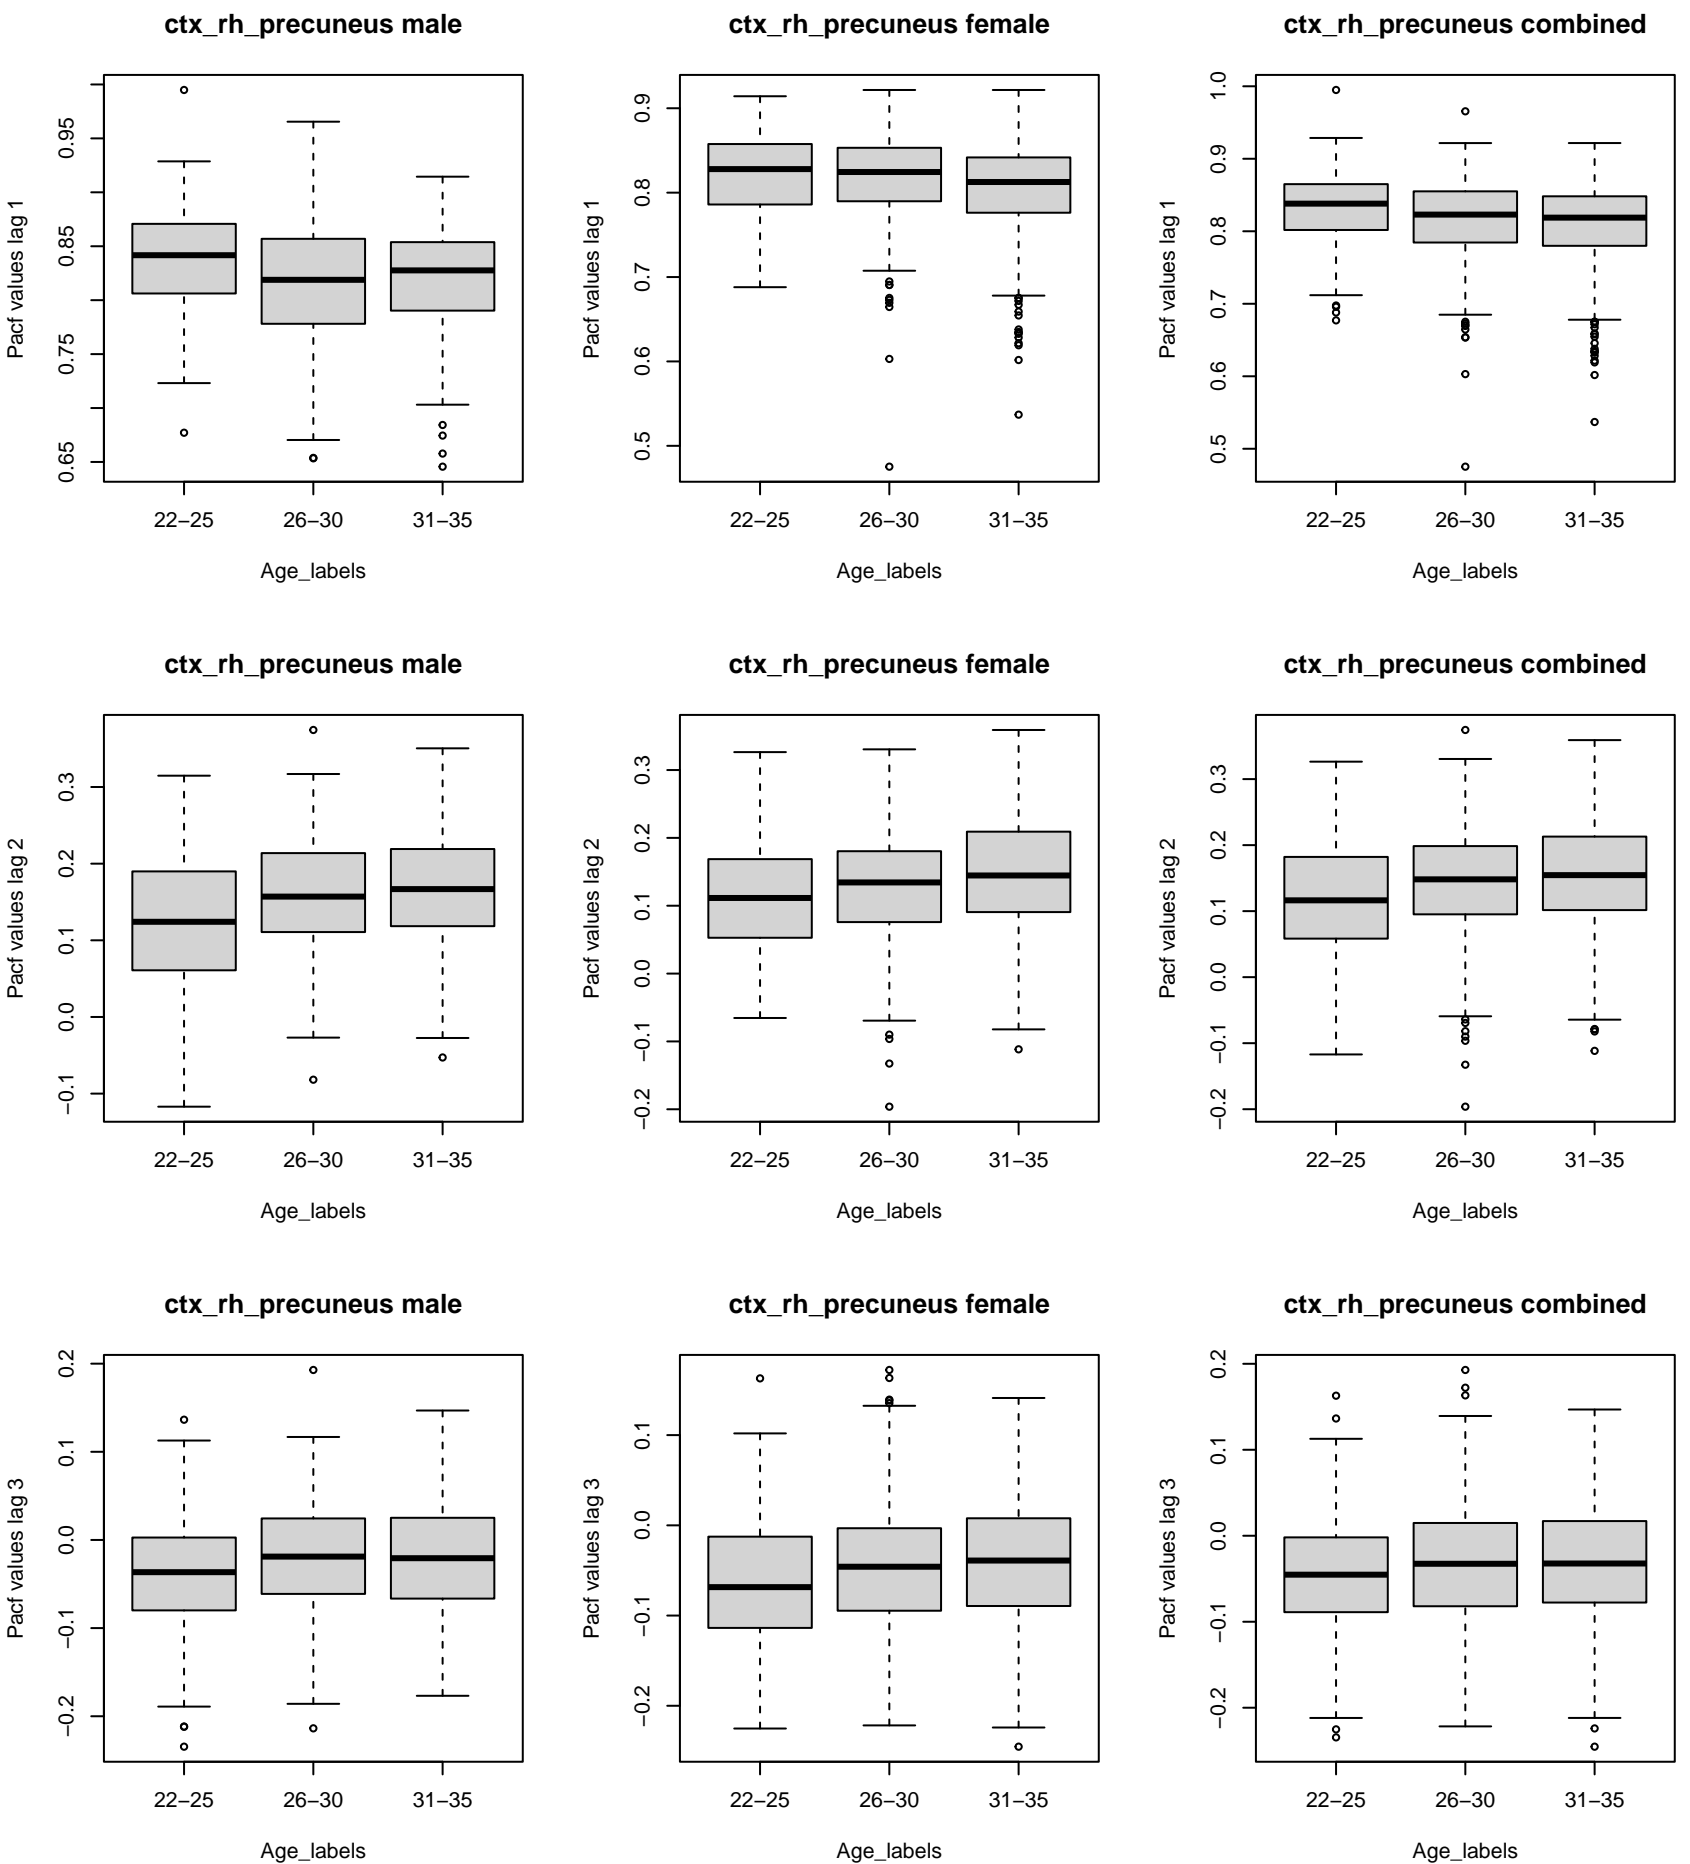 ctx_rh_precuneus male
Pacf values lag 1
0.65
0.75
0.85
0.95
22−25
26−30
31−35
Age_labels
ctx_rh_precuneus female
Pacf values lag 1
0.5
0.6
0.7
0.8
0.9
22−25
26−30
31−35
Age_labels
ctx_rh_precuneus combined
Pacf values lag 1
0.5
0.6
0.7
0.8
0.9
1.0
22−25
26−30
31−35
Age_labels
ctx_rh_precuneus male
Pacf values lag 2
−0.1
0.0
0.1
0.2
0.3
22−25
26−30
31−35
Age_labels
ctx_rh_precuneus female
Pacf values lag 2
−0.2
−0.1
0.0
0.1
0.2
0.3
22−25
26−30
31−35
Age_labels
ctx_rh_precuneus combined
Pacf values lag 2
−0.2
−0.1
0.0
0.1
0.2
0.3
22−25
26−30
31−35
Age_labels
ctx_rh_precuneus male
Pacf values lag 3
−0.2
−0.1
0.0
0.1
0.2
22−25
26−30
31−35
Age_labels
ctx_rh_precuneus female
Pacf values lag 3
−0.2
−0.1
0.0
0.1
22−25
26−30
31−35
Age_labels
ctx_rh_precuneus combined
Pacf values lag 3
−0.2
−0.1
0.0
0.1
0.2
22−25
26−30
31−35
Age_labels